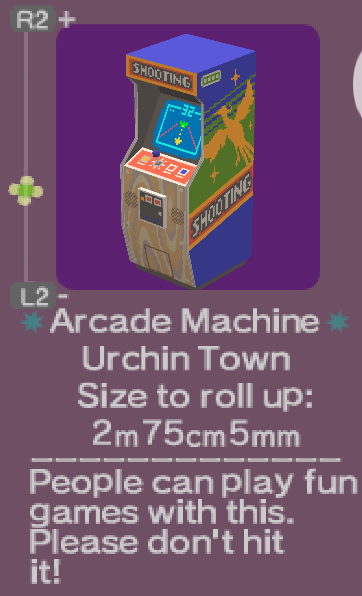 R2 +
SHOOTING
32
SHOOTING
L2 -
Arcade Machine
Urchin Town
Size to roll up:
2m75cm5mm
People can play fun
games with this.
Please don't hit
it!